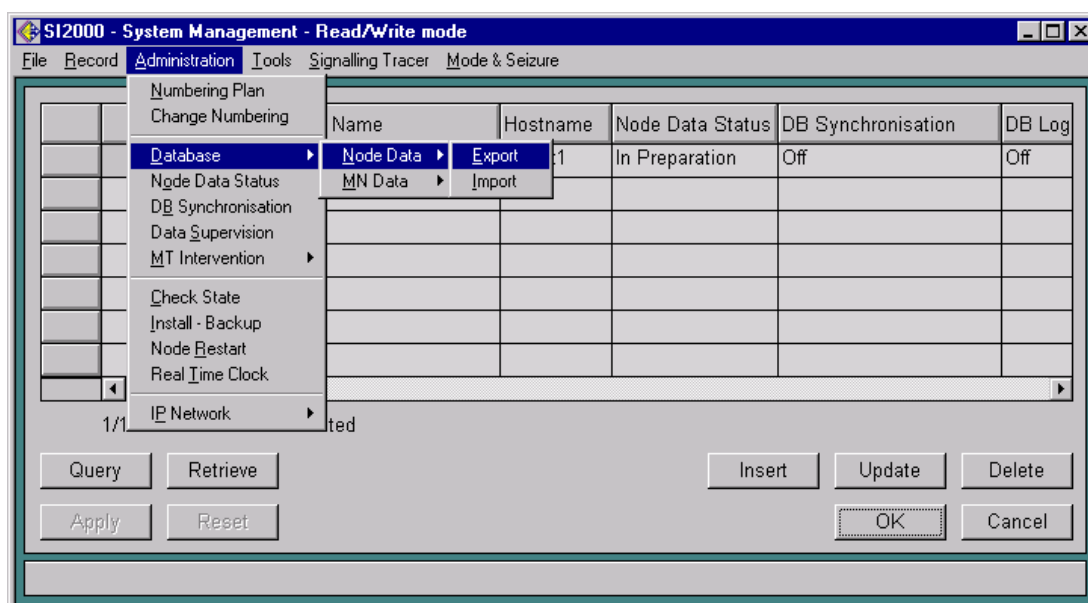 SI2000 - System Management - Read/Write mode
File Record Administration Tools Signalling Tracer Mode & Seizure
Numbering Plan
Change Numbering
Name Hostname Node Data Status DB Synchronisation DB Log
Database Node Data Export 1 In Preparation Off Off
Node Data Status MN Data Import
DB Synchronisation
Data Supervision
MT Intervention
Check State
Install - Backup
Node Restart
Real Time Clock
IP Network
1/1 ted
Query Retrieve Insert Update Delete
Apply Reset OK Cancel